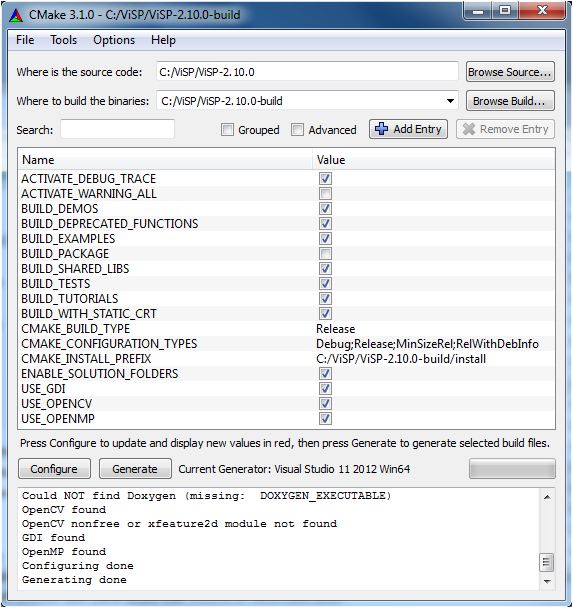 CMake 3.1.0 - C:/ViSP/ViSP-2.10.0-build
File Tools Options Help
Where is the source code: C:/ViSP/ViSP-2.10.0 Browse Source...
Where to build the binaries: C:/ViSP/ViSP-2.10.0-build Browse Build...
Search: Grouped Advanced Add Entry Remove Entry
Name Value
ACTIVATE_DEBUG_TRACE
ACTIVATE_WARNING_ALL
BUILD_DEMOS
BUILD_DEPRECATED_FUNCTIONS
BUILD_EXAMPLES
BUILD_PACKAGE
BUILD_SHARED_LIBS
BUILD_TESTS
BUILD_TUTORIALS
BUILD_WITH_STATIC_CRT
CMAKE_BUILD_TYPE Release
CMAKE_CONFIGURATION_TYPES Debug;Release;MinSizeRel;RelWithDebInfo
CMAKE_INSTALL_PREFIX C:/ViSP/ViSP-2.10.0-build/install
ENABLE_SOLUTION_FOLDERS
USE_GDI
USE_OPENCV
USE_OPENMP
Press Configure to update and display new values in red, then press Generate to generate selected build files.
Configure Generate Current Generator: Visual Studio 11 2012 Win64
Could NOT find Doxygen (missing:  DOXYGEN_EXECUTABLE)
OpenCV found
OpenCV nonfree or xfeature2d module not found
GDI found
OpenMP found
Configuring done
Generating done